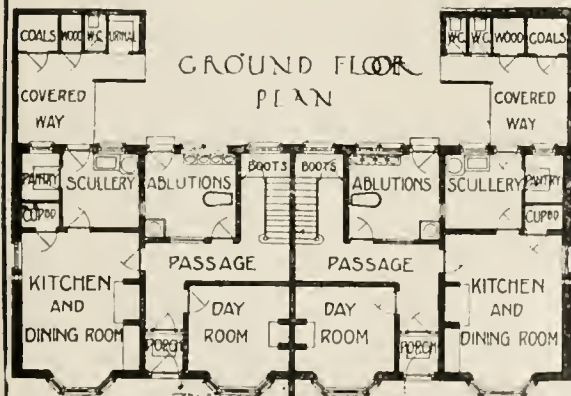 COALS WOOD W.C. URINAL
W.C. W.C. WOOD COALS
GROUND FLOOR
PLAN
COVERED
WAY
COVERED
WAY
PANTRY
SCULLERY
ABLUTIONS
BOOTS
BOOTS
ABLUTIONS
SCULLERY
PANTRY
CUPBD
CUPBD
PASSAGE
PASSAGE
KITCHEN
AND
DINING ROOM
DAY
ROOM
DAY
ROOM
KITCHEN
AND
DINING ROOM
PORCH
PORCH